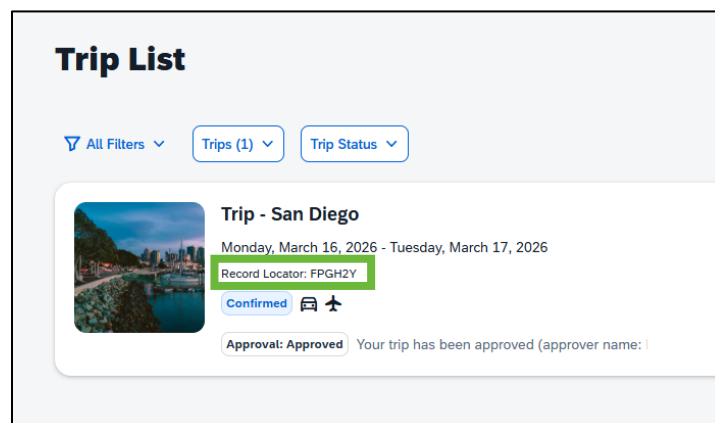 Trip List
All Filters
Trips (1)
Trip Status
Trip - San Diego
Monday, March 16, 2026 - Tuesday, March 17, 2026
Record Locator: FPGH2Y
Confirmed
Approval: Approved Your trip has been approved (approver name: